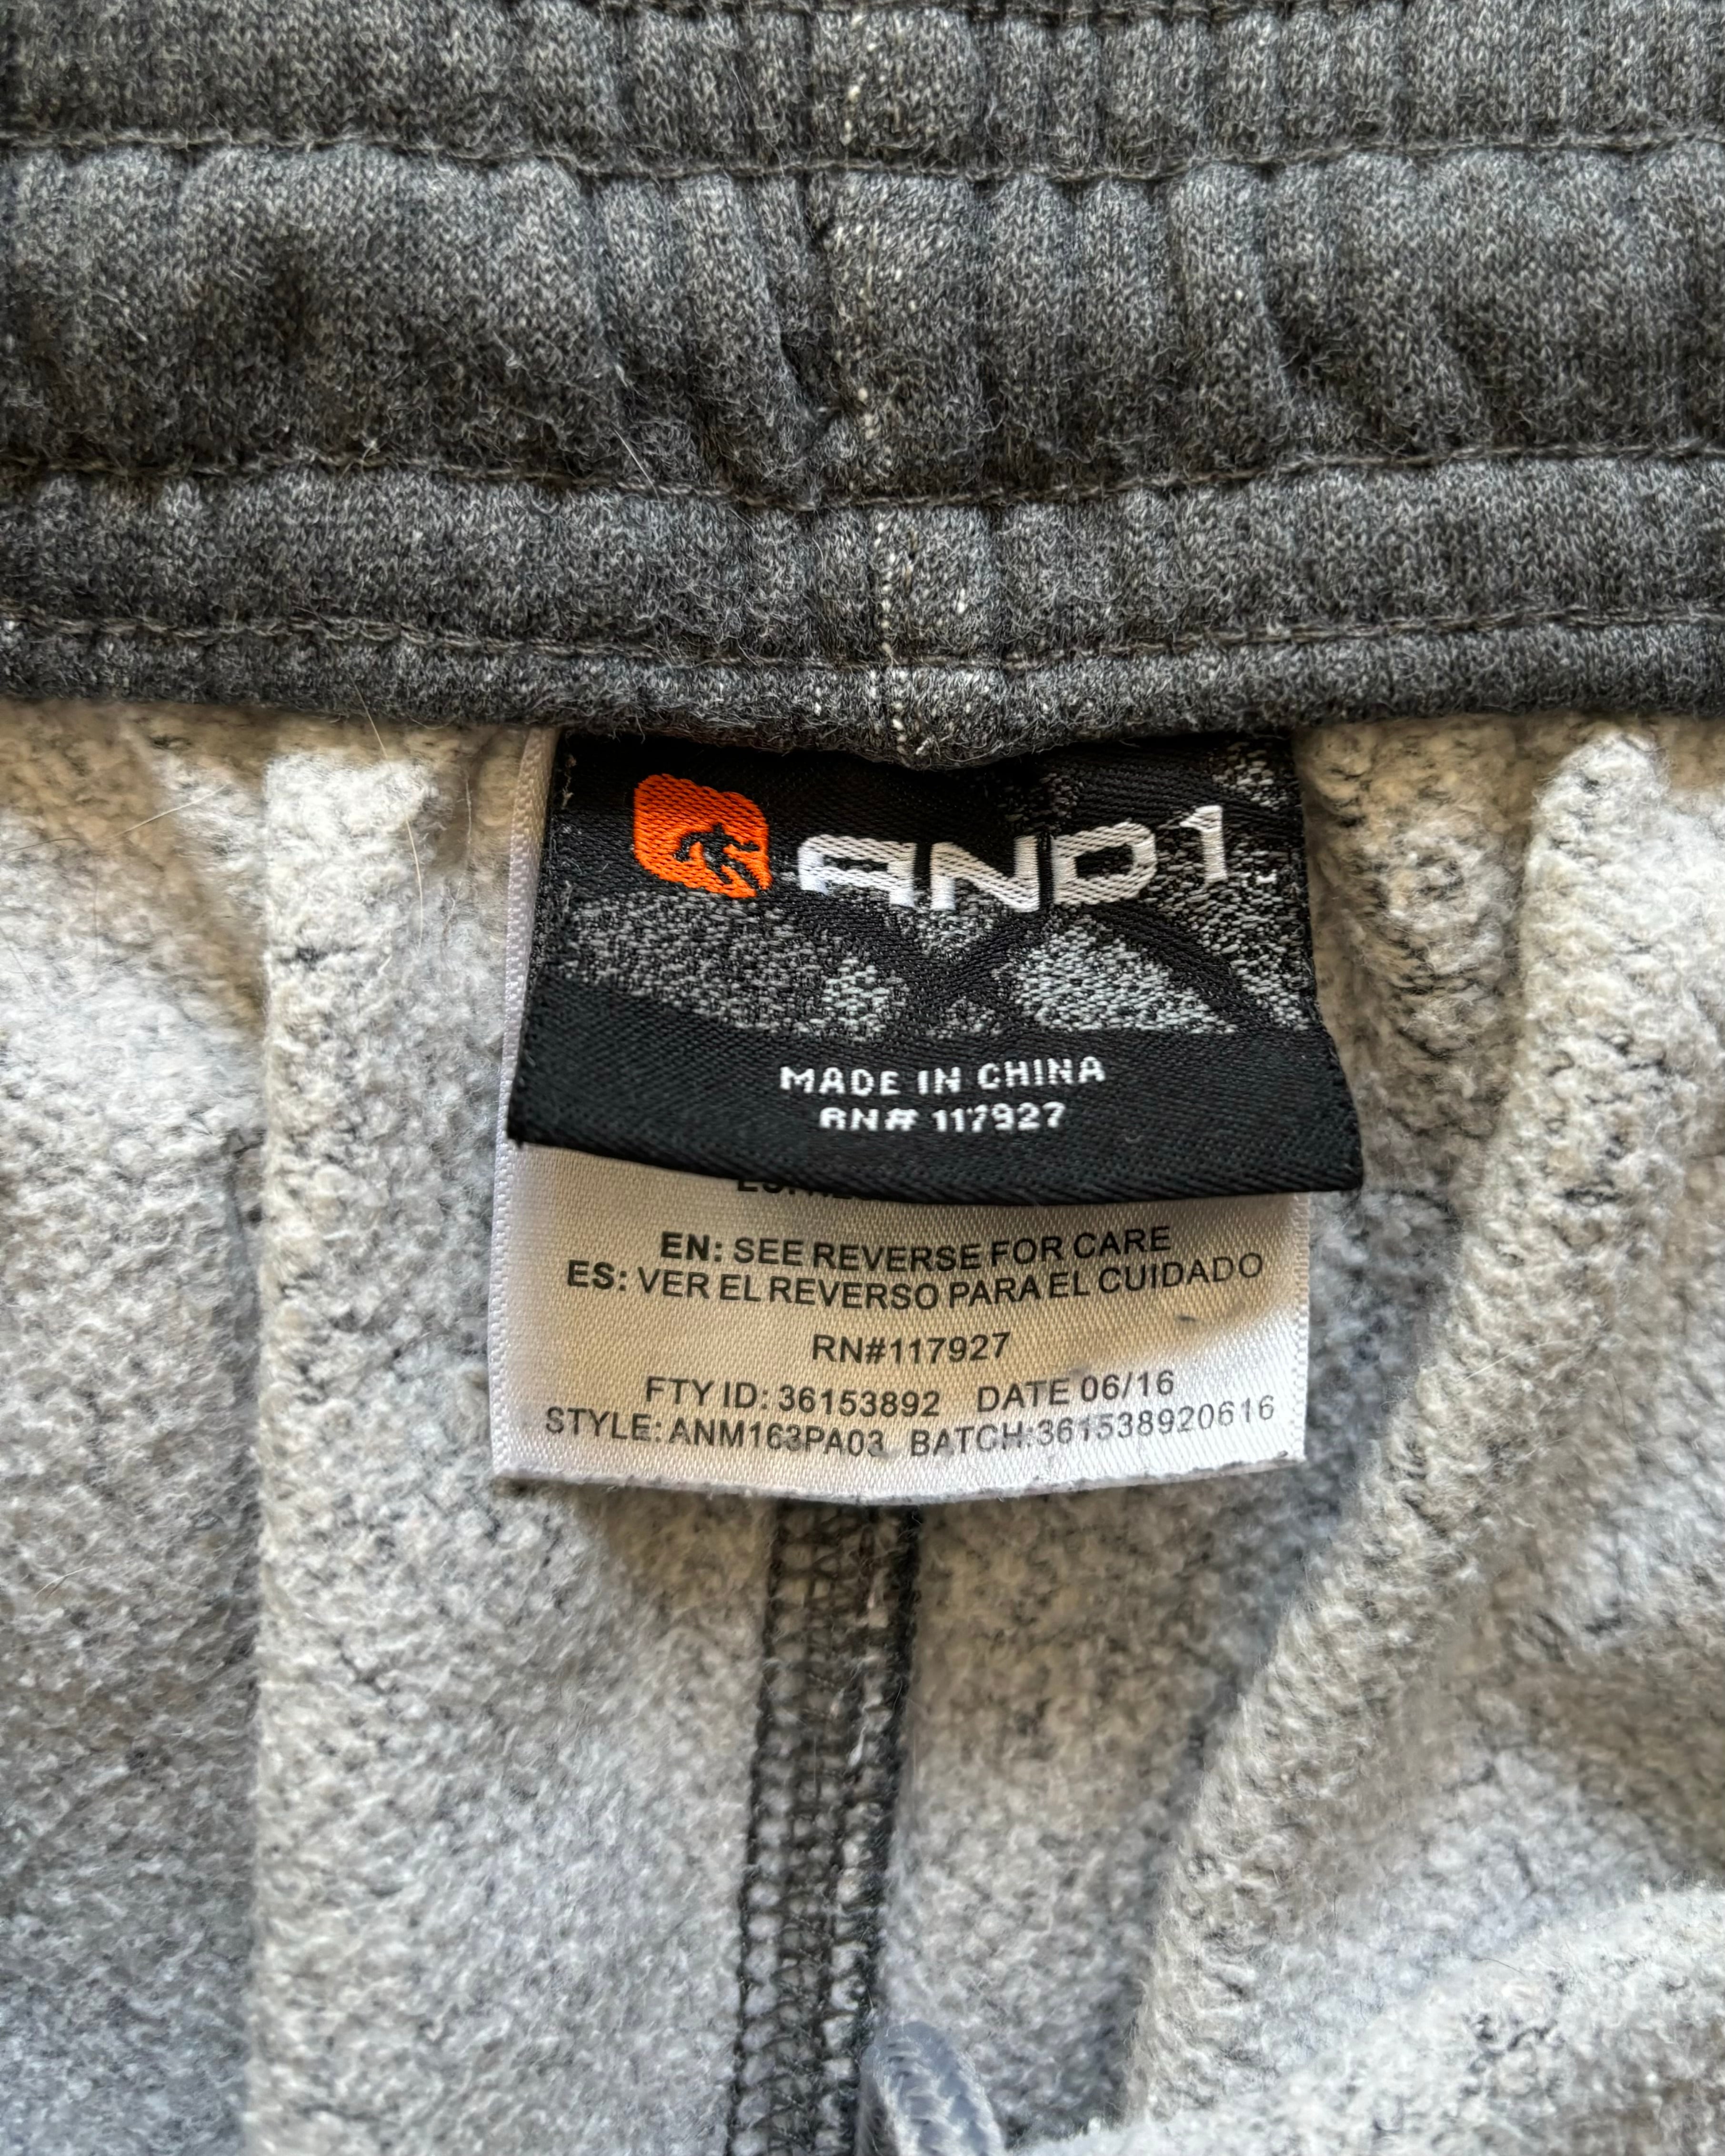 AND1
MADE IN CHINA
RN# 117927
EN: SEE REVERSE FOR CARE
ES: VER EL REVERSO PARA EL CUIDADO
RN#117927
FTY ID: 36153892 DATE 06/16
STYLE: ANM163PA03 BATCH:361538920616